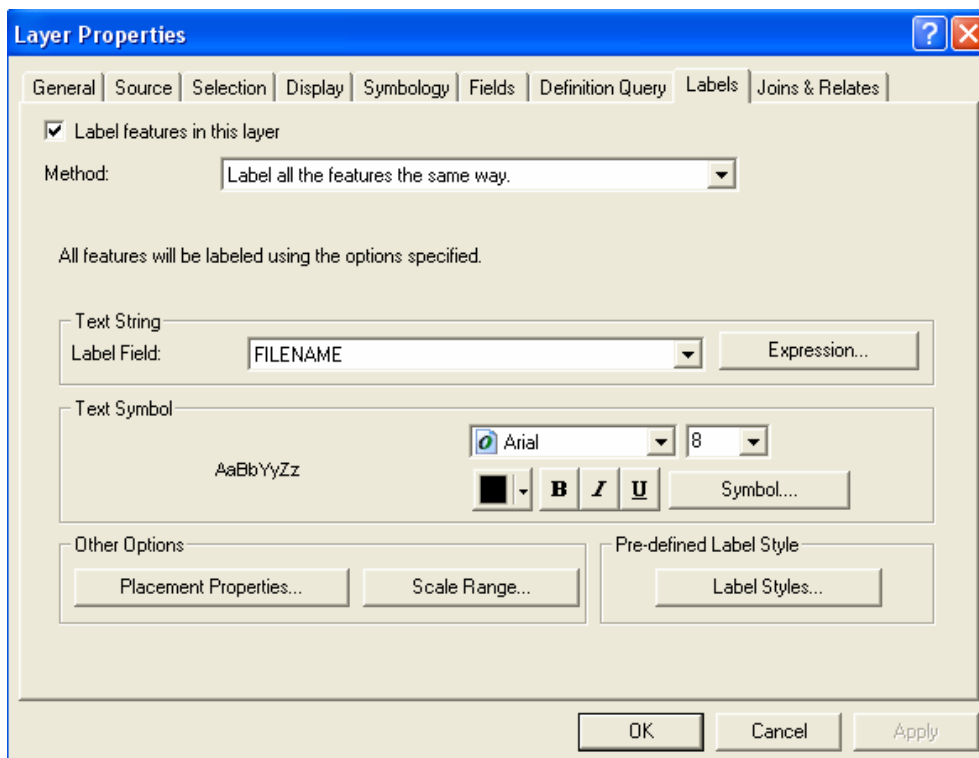 Layer Properties
General Source Selection Display Symbology Fields Definition Query Labels Joins & Relates
Label features in this layer
Method: Label all the features the same way.
All features will be labeled using the options specified.
Text String
Label Field: FILENAME Expression...
Text Symbol
AaBbYyZz
Arial 8
B I U Symbol....
Other Options
Placement Properties... Scale Range...
Pre-defined Label Style
Label Styles...
OK Cancel Apply